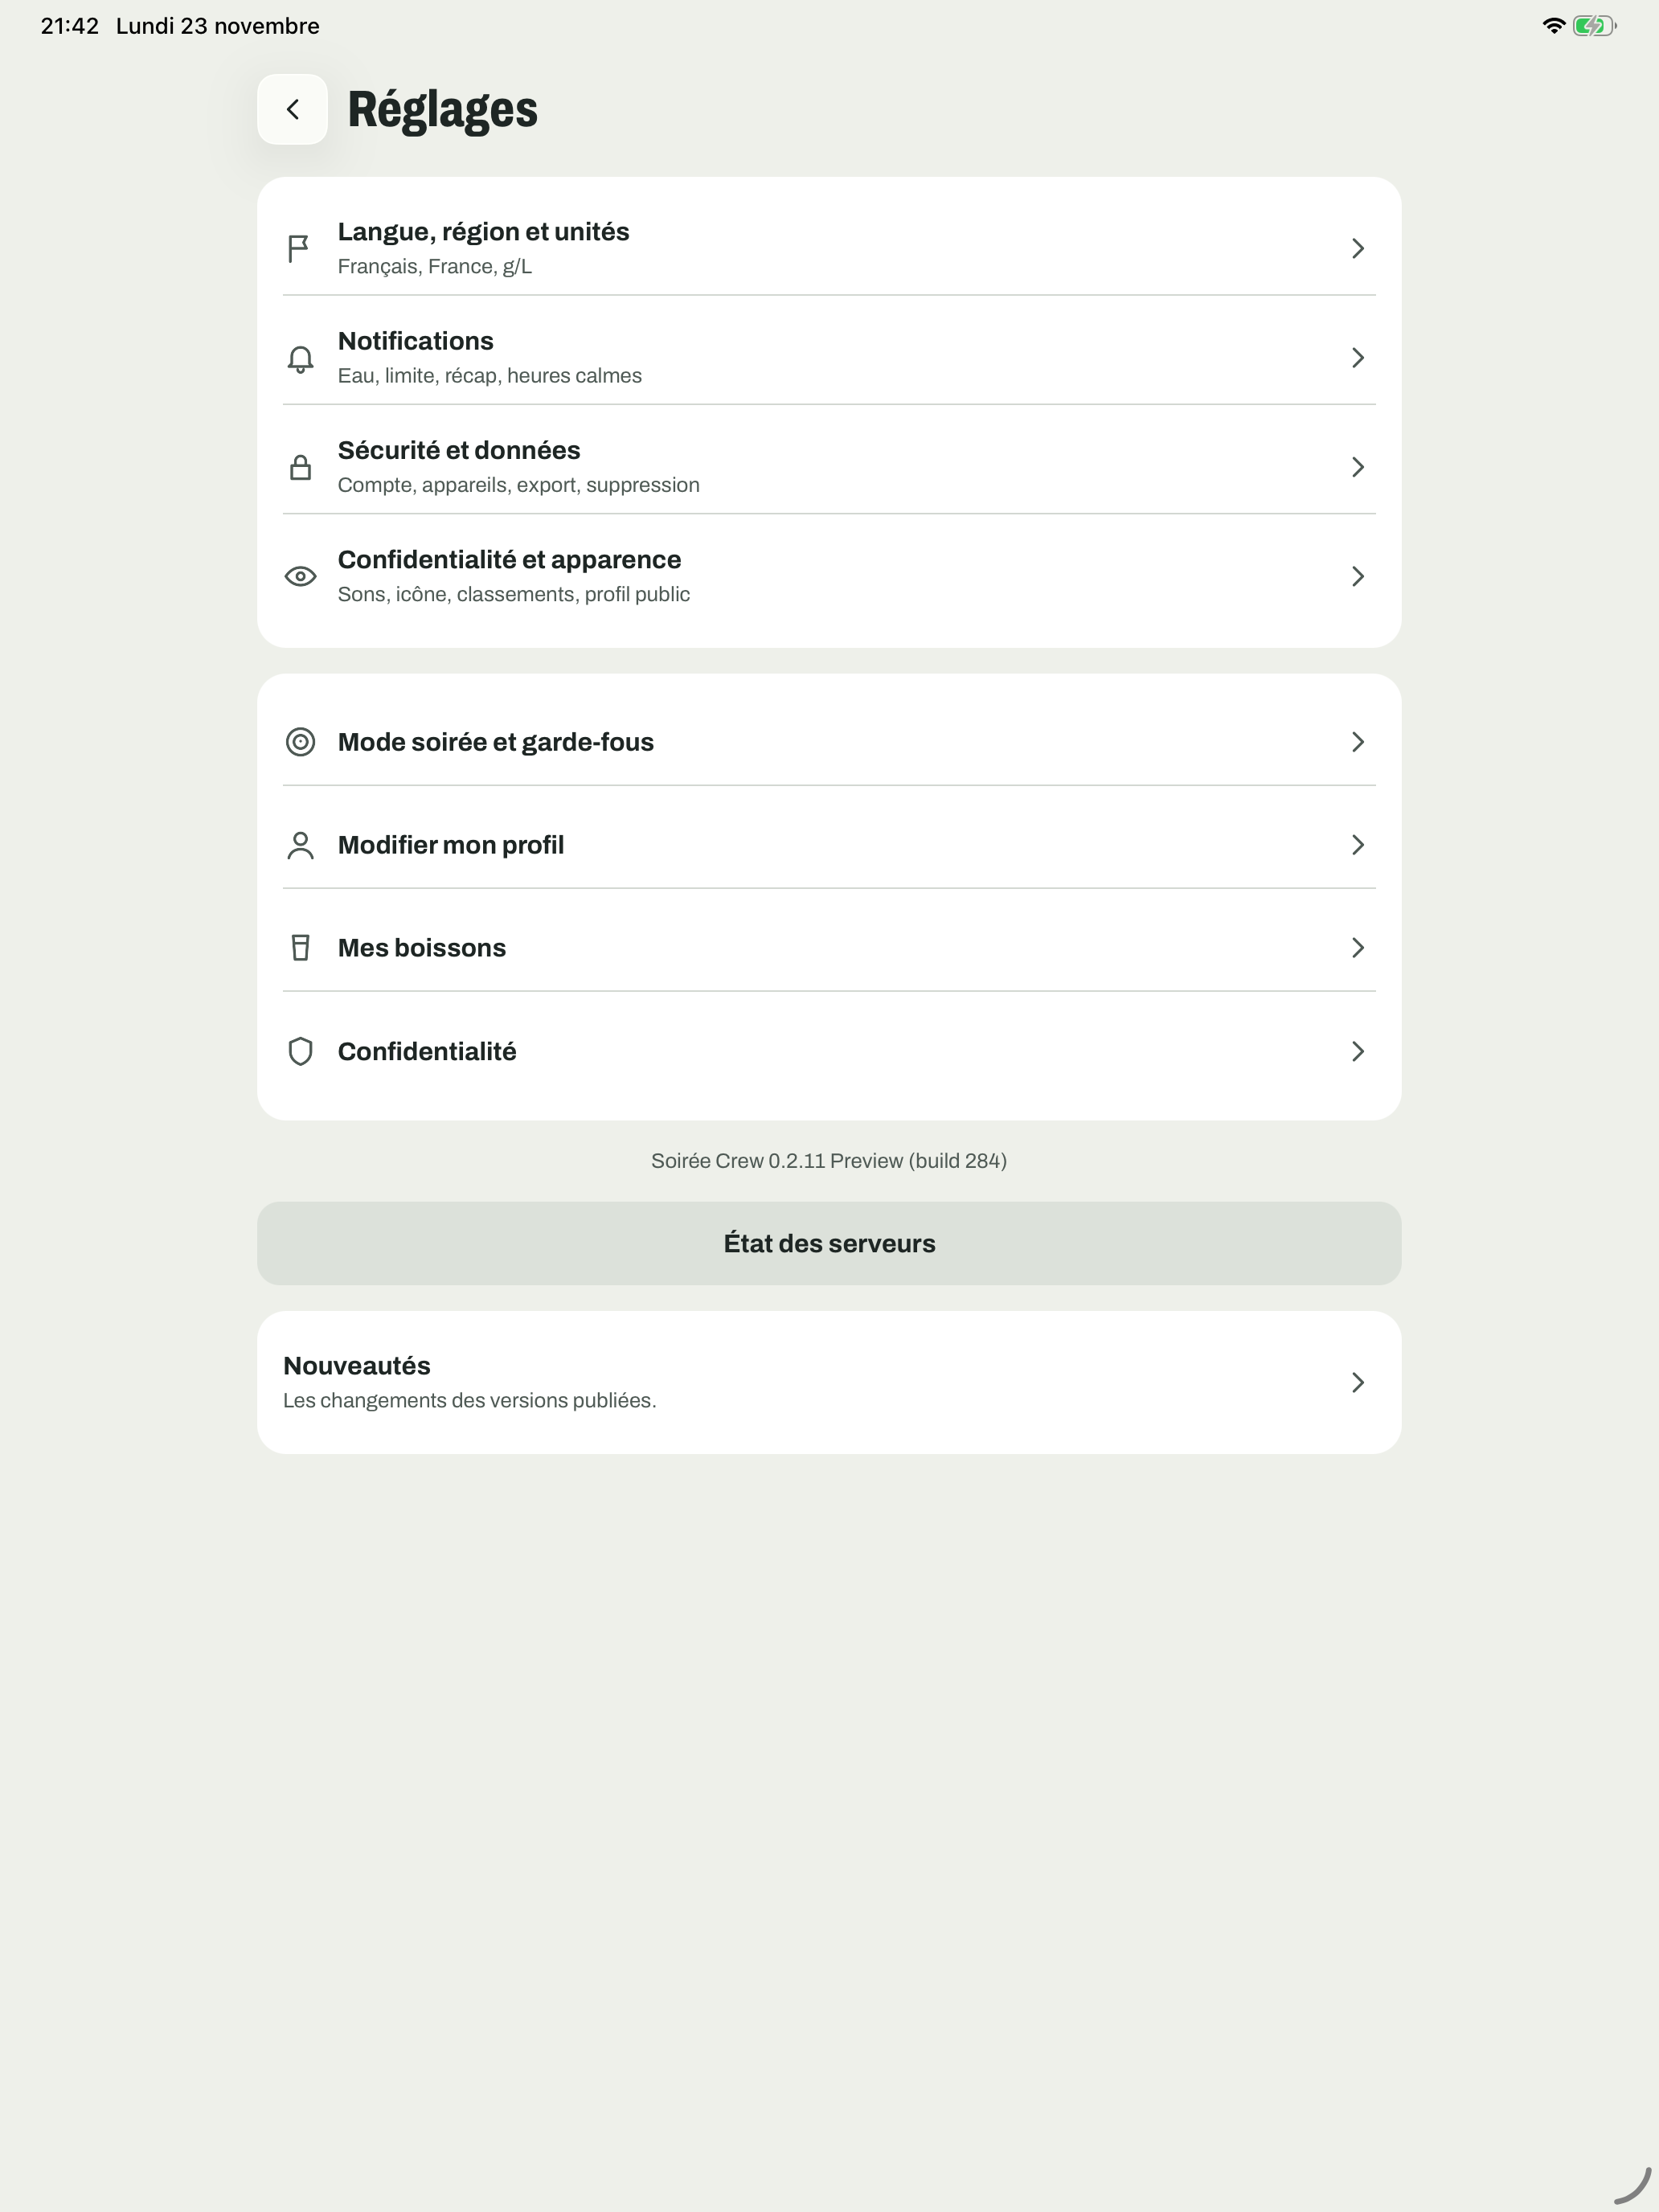 21:42 Lundi 23 novembre
Réglages
Langue, région et unités
Français, France, g/L
Notifications
Eau, limite, récap, heures calmes
Sécurité et données
Compte, appareils, export, suppression
Confidentialité et apparence
Sons, icône, classements, profil public
Mode soirée et garde-fous
Modifier mon profil
Mes boissons
Confidentialité
Soirée Crew 0.2.11 Preview (build 284)
État des serveurs
Nouveautés
Les changements des versions publiées.